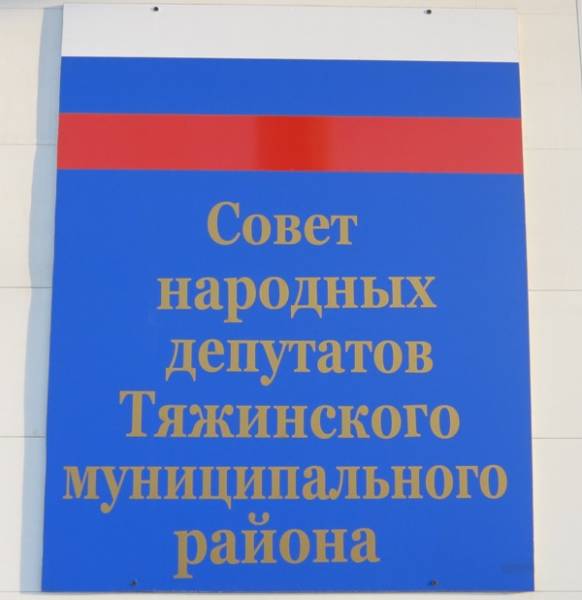 Совет
народных
депутатов
Тяжинского
муниципального
района